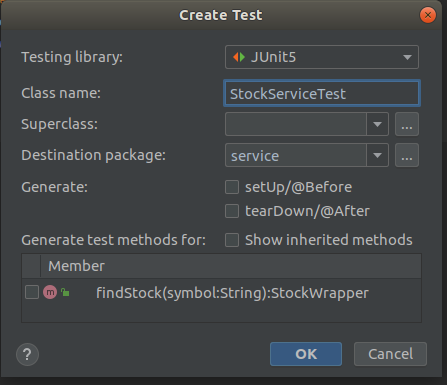 Create Test
Testing library: JUnit5
Class name: StockServiceTest
Superclass: ...
Destination package: service ...
Generate: setUp/@Before
tearDown/@After
Generate test methods for: Show inherited methods
Member
m findStock(symbol:String):StockWrapper
? OK Cancel